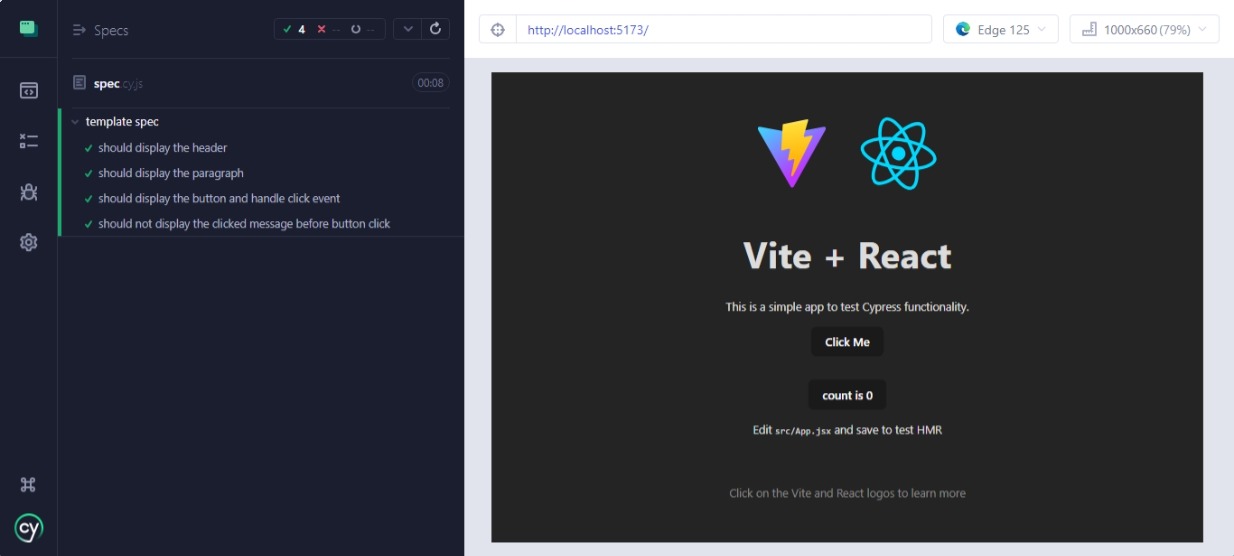 Specs
4 -- --
spec.cy.js
00:08
template spec
should display the header
should display the paragraph
should display the button and handle click event
should not display the clicked message before button click
cy
http://localhost:5173/
Edge 125
1000x660 (79%)
Vite + React
This is a simple app to test Cypress functionality.
Click Me
count is 0
Edit src/App.jsx and save to test HMR
Click on the Vite and React logos to learn more